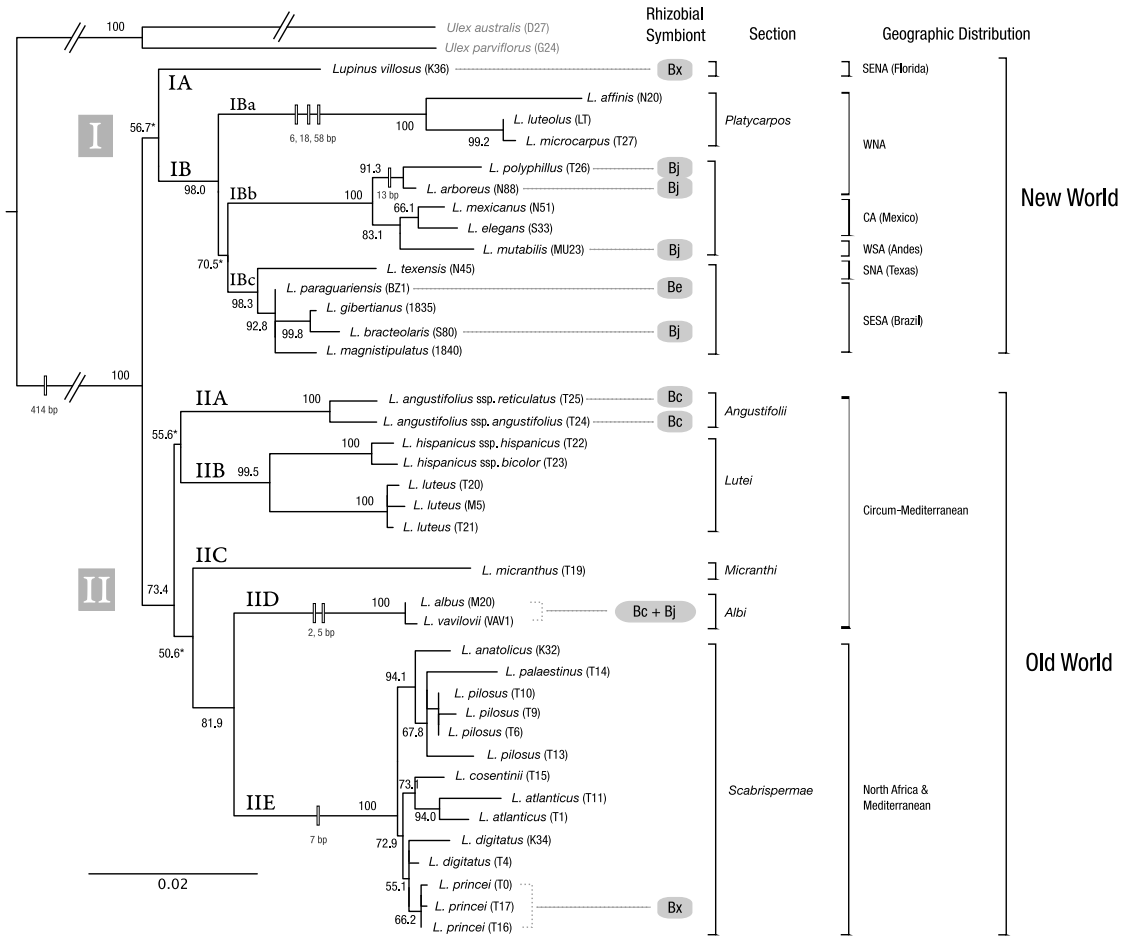 Rhizobial Symbiont
Section
Geographic Distribution
100
Ulex australis (D27)
Ulex parviflorus (G24)
I
IA
56.7*
Lupinus villosus (K36)
Bx
SENA (Florida)
IB
98.0
IBa
6, 18, 58 bp
100
L. affinis (N20)
L. luteolus (LT)
99.2
L. microcarpus (T27)
Platycarpos
WNA
IBb
100
91.3
13 bp
L. polyphillus (T26)
Bj
L. arboreus (N88)
Bj
66.1
L. mexicanus (N51)
83.1
L. elegans (S33)
CA (Mexico)
L. mutabilis (MU23)
Bj
WSA (Andes)
70.5*
IBc
98.3
L. texensis (N45)
SNA (Texas)
92.8
L. paraguariensis (BZ1)
Be
L. gibertianus (1835)
99.8
L. bracteolaris (S80)
Bj
L. magnistipulatus (1840)
SESA (Brazil)
New World
414 bp
100
II
73.4
55.6*
IIA
100
L. angustifolius ssp. reticulatus (T25)
Bc
L. angustifolius ssp. angustifolius (T24)
Bc
Angustifolii
IIB
99.5
100
L. hispanicus ssp. hispanicus (T22)
L. hispanicus ssp. bicolor (T23)
100
L. luteus (T20)
L. luteus (M5)
L. luteus (T21)
Lutei
Circum-Mediterranean
50.6*
IIC
L. micranthus (T19)
Micranthi
81.9
IID
2, 5 bp
100
L. albus (M20)
L. vavilovii (VAV1)
Bc + Bj
Albi
IIE
7 bp
100
94.1
L. anatolicus (K32)
L. palaestinus (T14)
67.8
L. pilosus (T10)
L. pilosus (T9)
L. pilosus (T6)
L. pilosus (T13)
72.9
73.1
L. cosentinii (T15)
94.0
L. atlanticus (T11)
L. atlanticus (T1)
55.1
L. digitatus (K34)
L. digitatus (T4)
66.2
L. princei (T0)
L. princei (T17)
L. princei (T16)
Bx
Scabrispermae
North Africa & Mediterranean
Old World
0.02